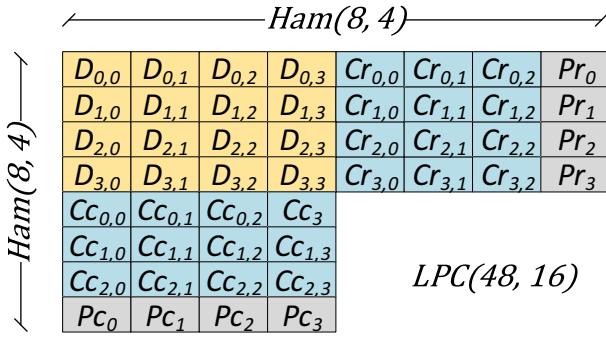 Ham(8, 4)
D0,0 D0,1 D0,2 D0,3 Cr0,0 Cr0,1 Cr0,2 Pr0
D1,0 D1,1 D1,2 D1,3 Cr1,0 Cr1,1 Cr1,2 Pr1
D2,0 D2,1 D2,2 D2,3 Cr2,0 Cr2,1 Cr2,2 Pr2
D3,0 D3,1 D3,2 D3,3 Cr3,0 Cr3,1 Cr3,2 Pr3
Ham(8, 4)
Cc0,0 Cc0,1 Cc0,2 Cc3
Cc1,0 Cc1,1 Cc1,2 Cc1,3
Cc2,0 Cc2,1 Cc2,2 Cc2,3
LPC(48, 16)
Pc0 Pc1 Pc2 Pc3